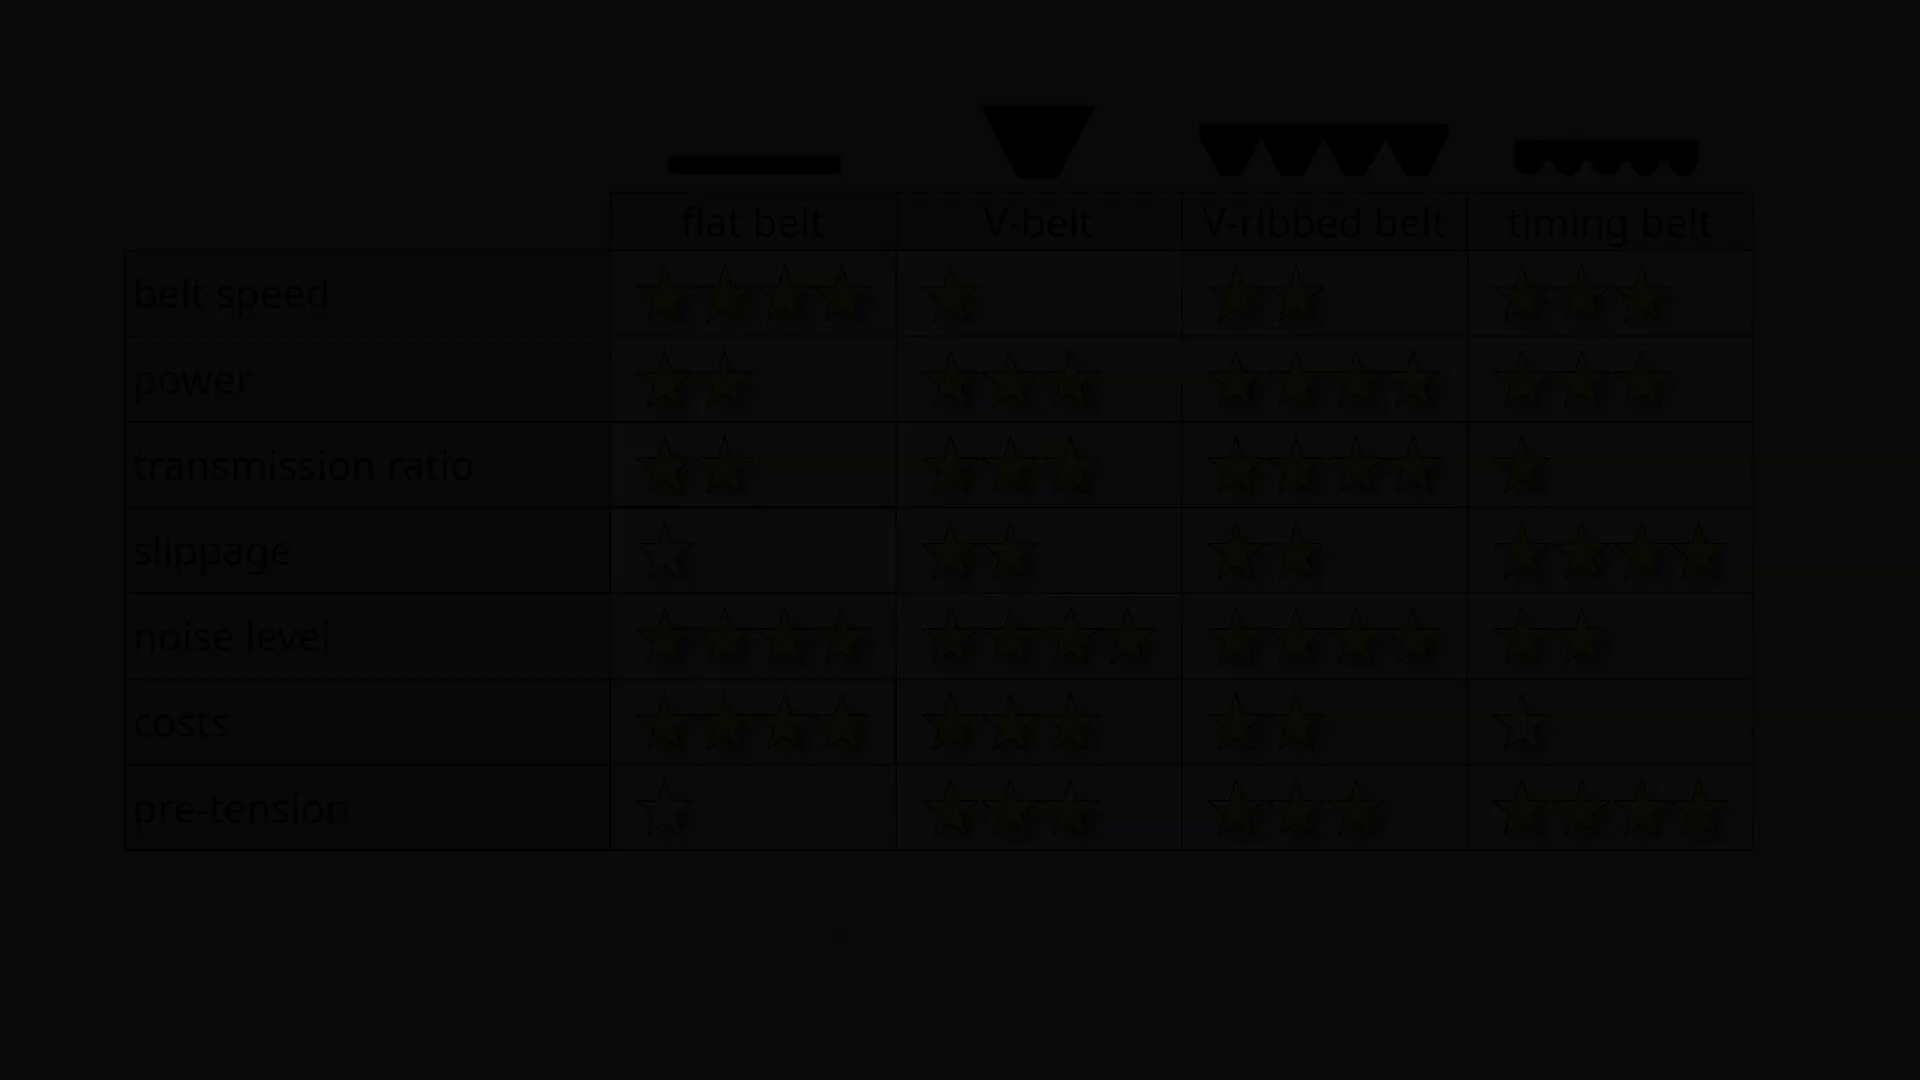 flat belt V-belt V-ribbed belt timing belt
belt speed
power
transmission ratio
slippage
noise level
costs
pre-tension